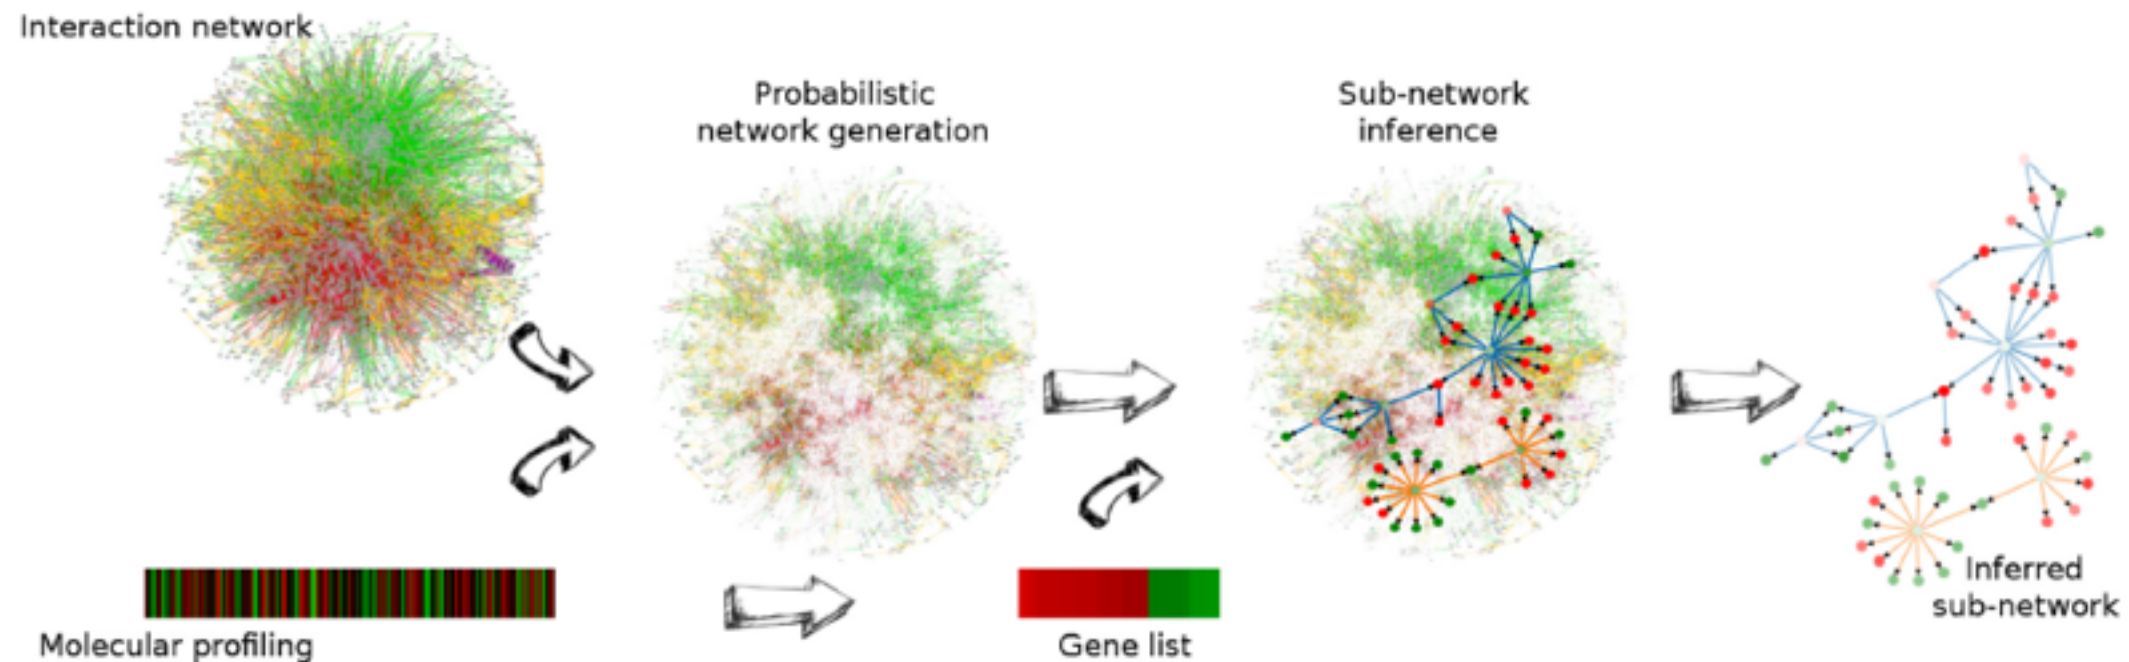 Interaction network
Probabilistic
network generation
Sub-network
inference
Inferred
sub-network
Molecular profiling
Gene list